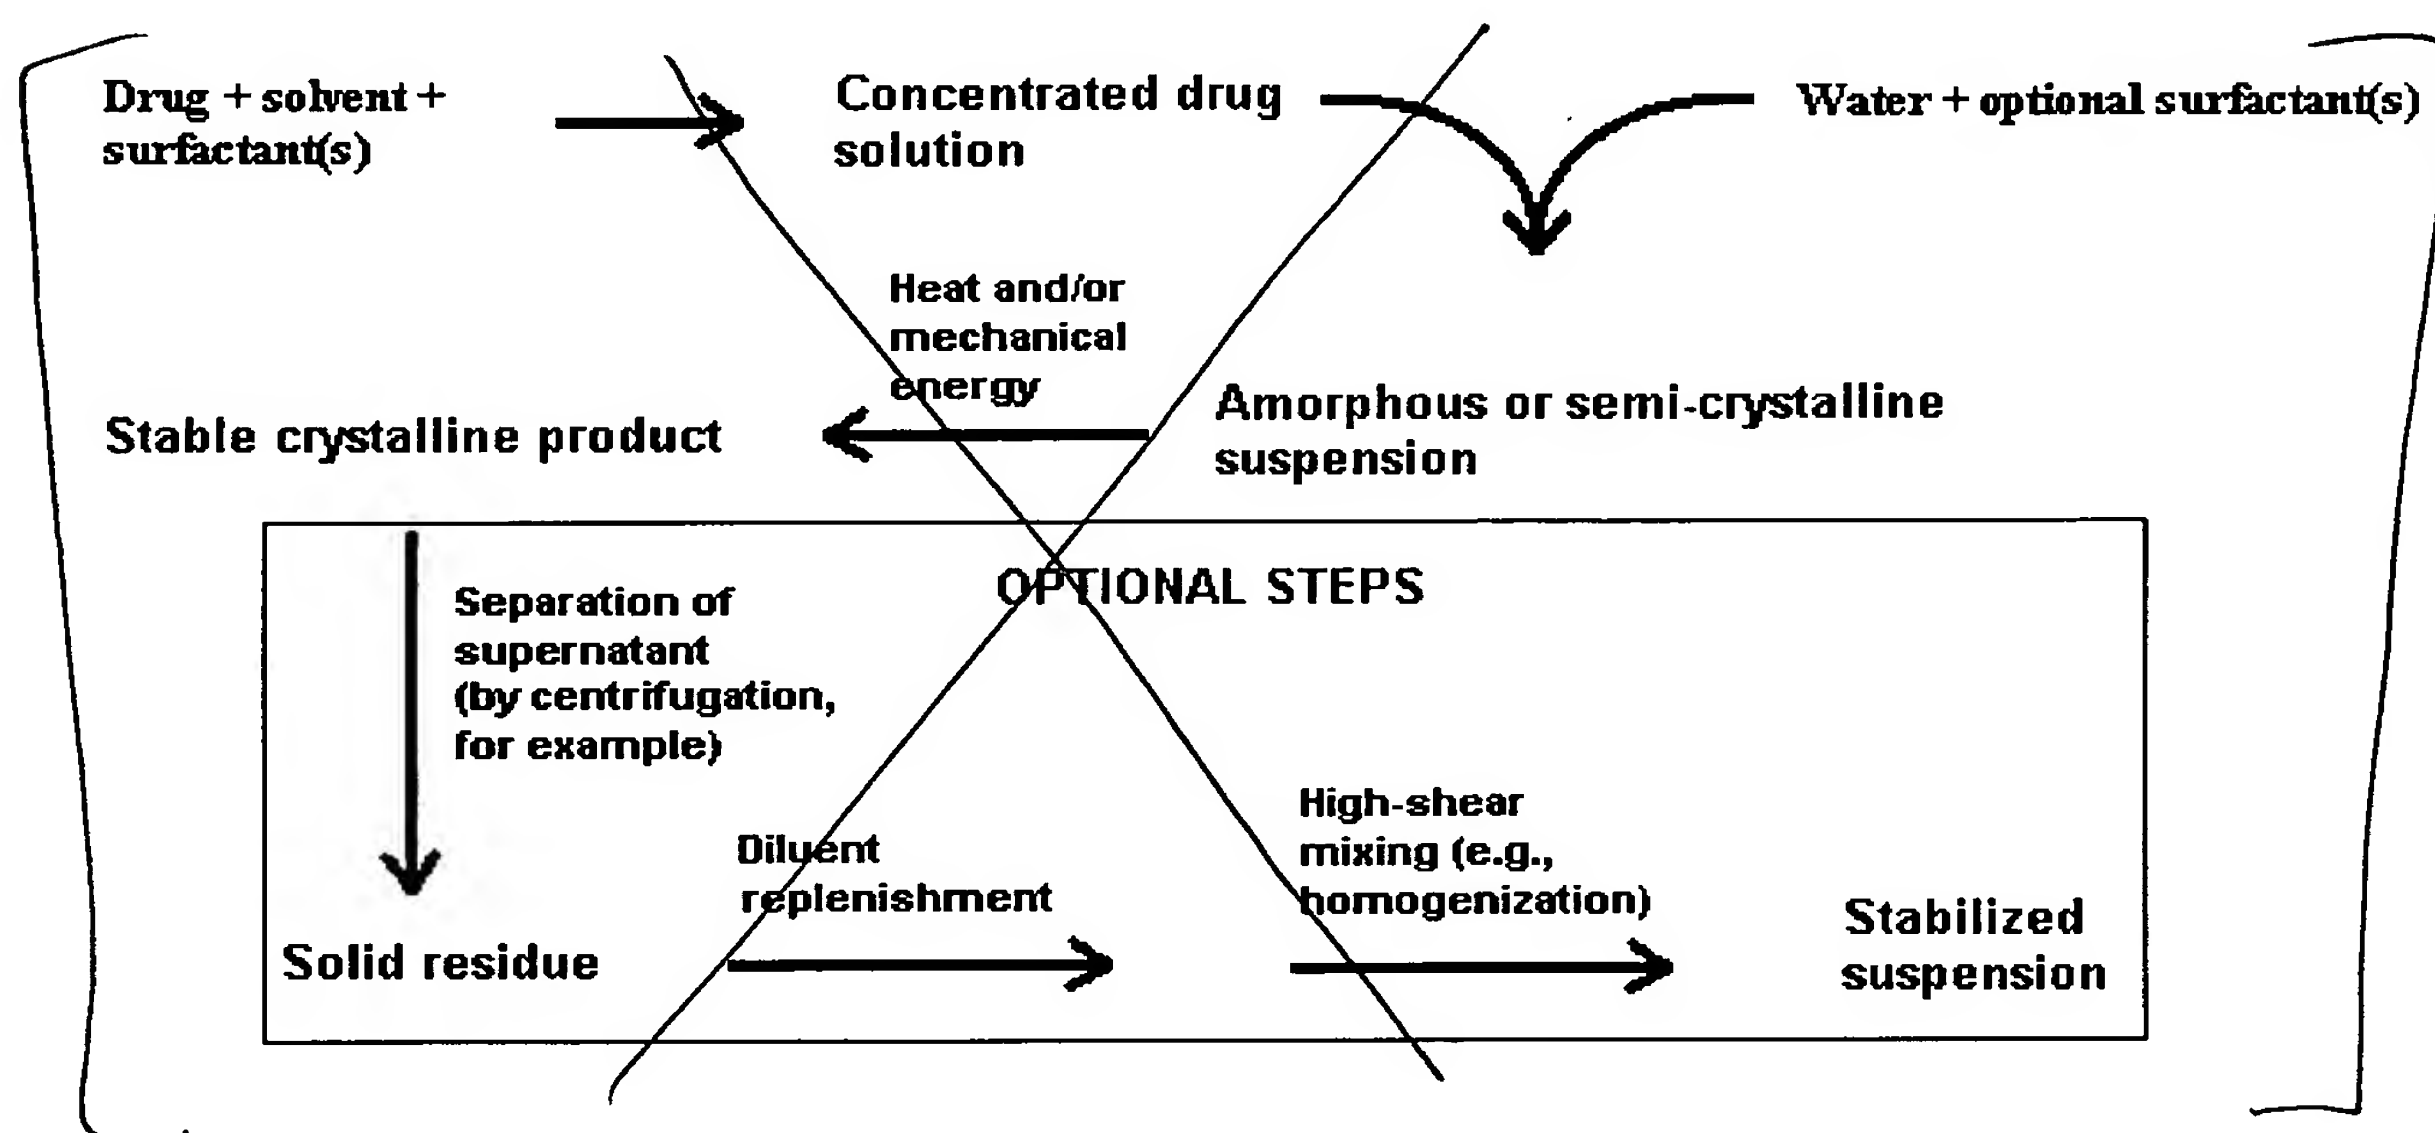 Drug + solvent +
surfactant(s)
Concentrated drug
solution
Water + optional surfactant(s)
Heat and/or
mechanical
energy
Stable crystalline product
Amorphous or semi-crystalline
suspension
OPTIONAL STEPS
Separation of
supernatant
(by centrifugation,
for example)
Diluent
replenishment
High-shear
mixing (e.g.,
homogenization)
Solid residue
Stabilized
suspension